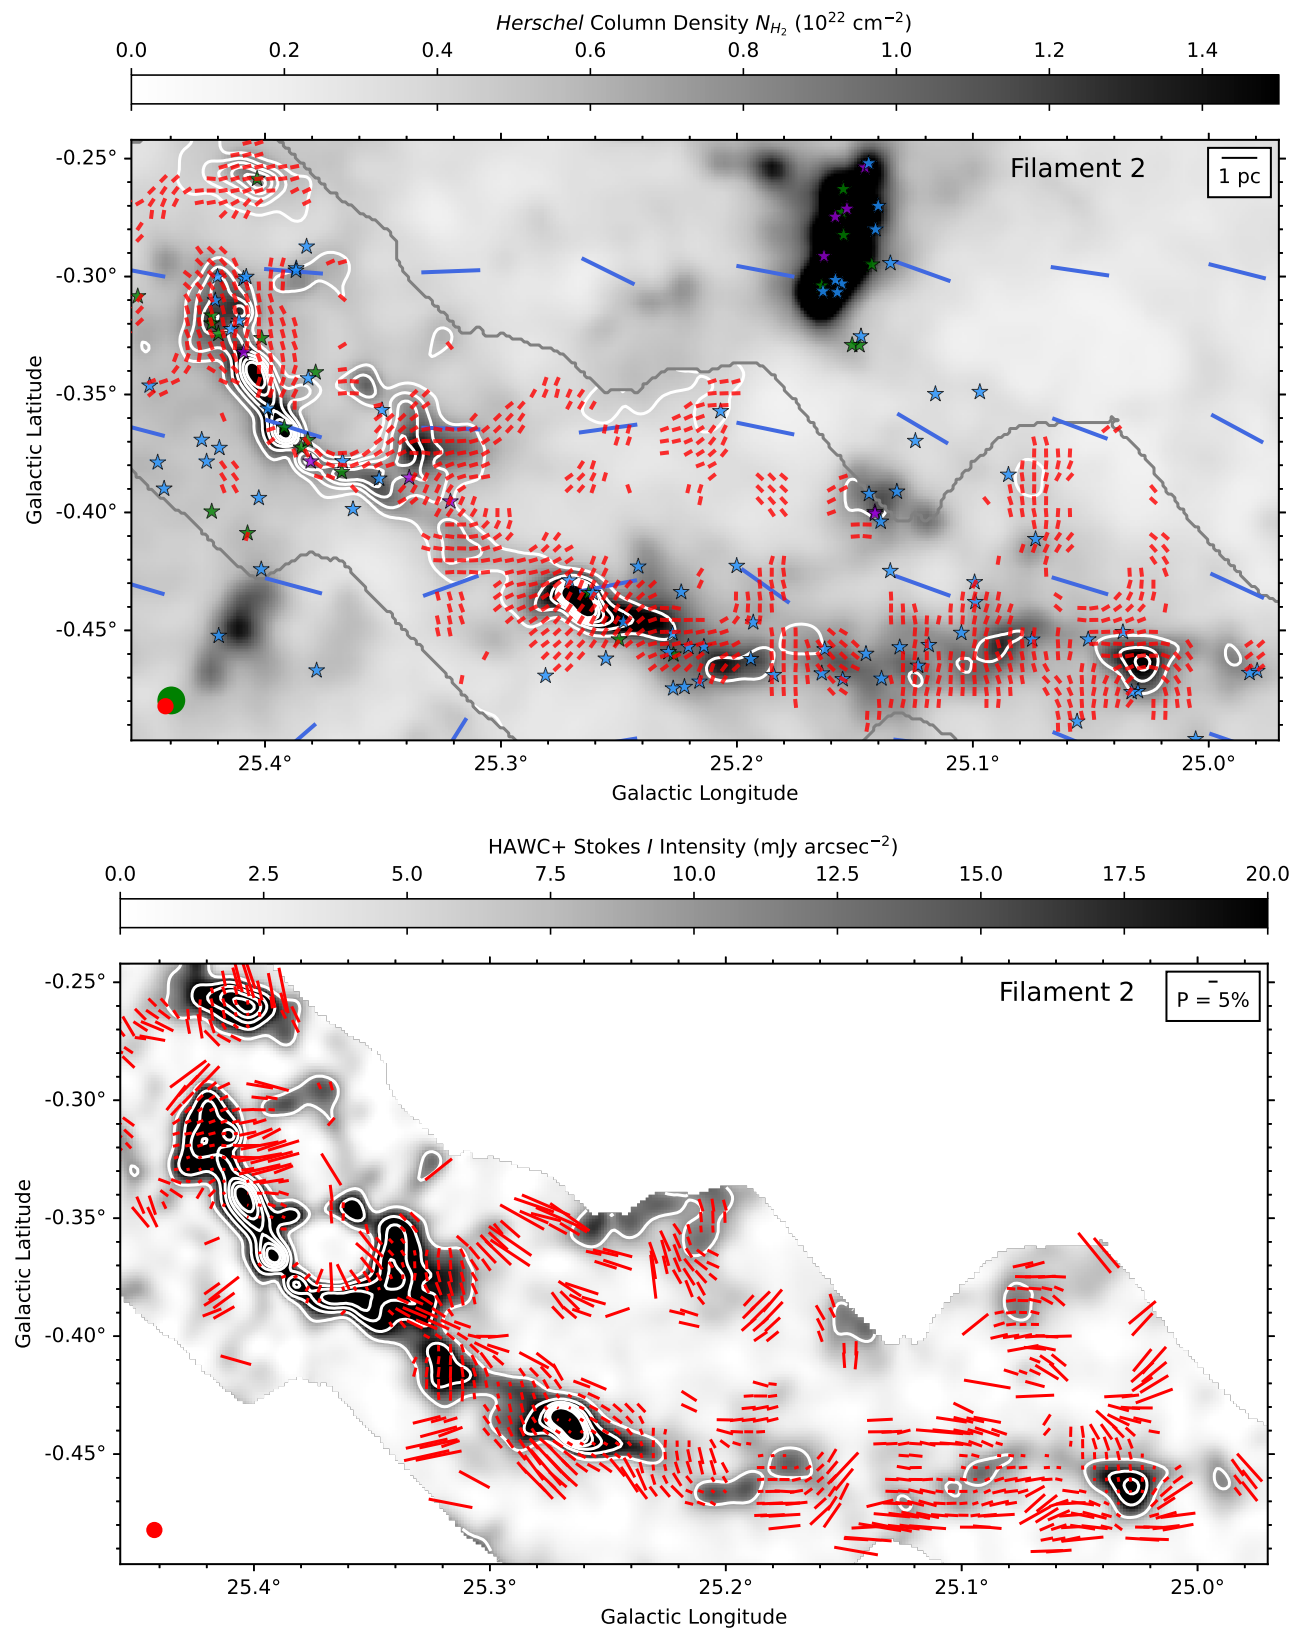 Herschel Column Density N_H₂ (10²² cm⁻²)
0.0 0.2 0.4 0.6 0.8 1.0 1.2 1.4
-0.25°
-0.30°
-0.35°
-0.40°
-0.45°
Galactic Latitude
Filament 2
1 pc
25.4° 25.3° 25.2° 25.1° 25.0°
Galactic Longitude
HAWC+ Stokes I Intensity (mJy arcsec⁻²)
0.0 2.5 5.0 7.5 10.0 12.5 15.0 17.5 20.0
-0.25°
-0.30°
-0.35°
-0.40°
-0.45°
Galactic Latitude
Filament 2
P = 5%
25.4° 25.3° 25.2° 25.1° 25.0°
Galactic Longitude